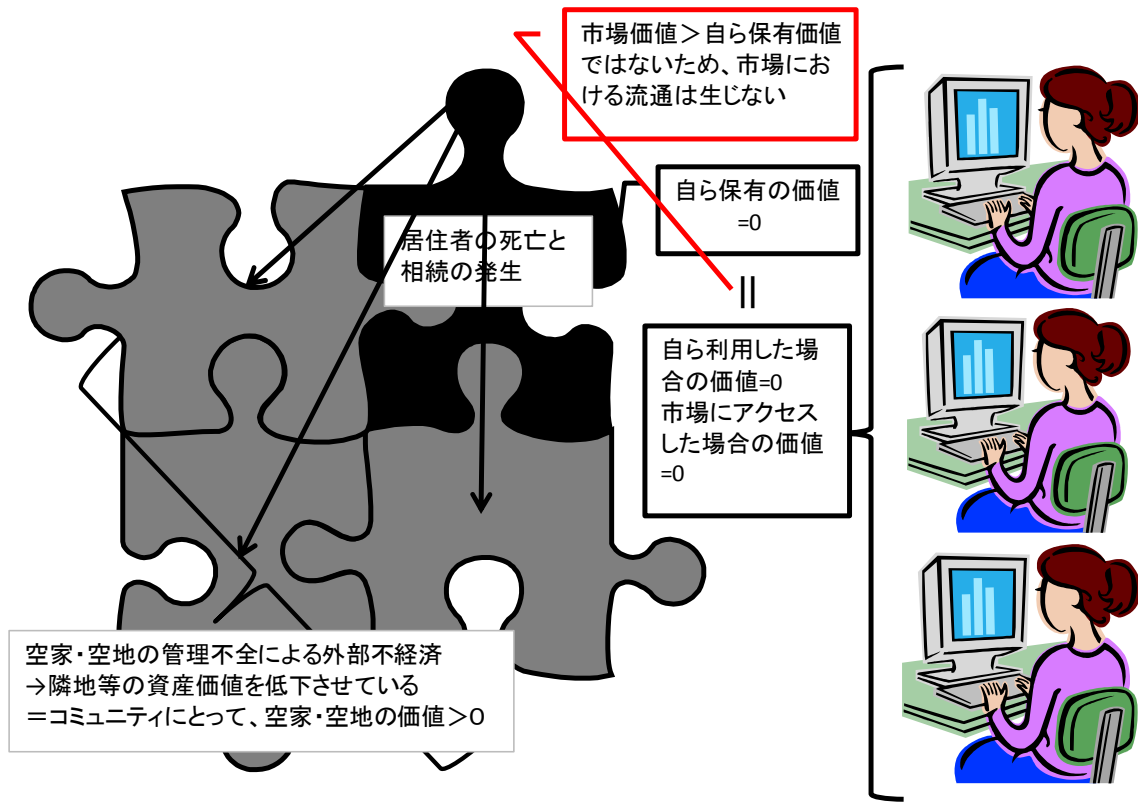 市場価値＞自ら保有価値
ではないため、市場にお
ける流通は生じない
自ら保有の価値
=0
居住者の死亡と
相続の発生
||
自ら利用した場
合の価値=0
市場にアクセス
した場合の価値
=0
空家・空地の管理不全による外部不経済
→隣地等の資産価値を低下させている
＝コミュニティにとって、空家・空地の価値＞0